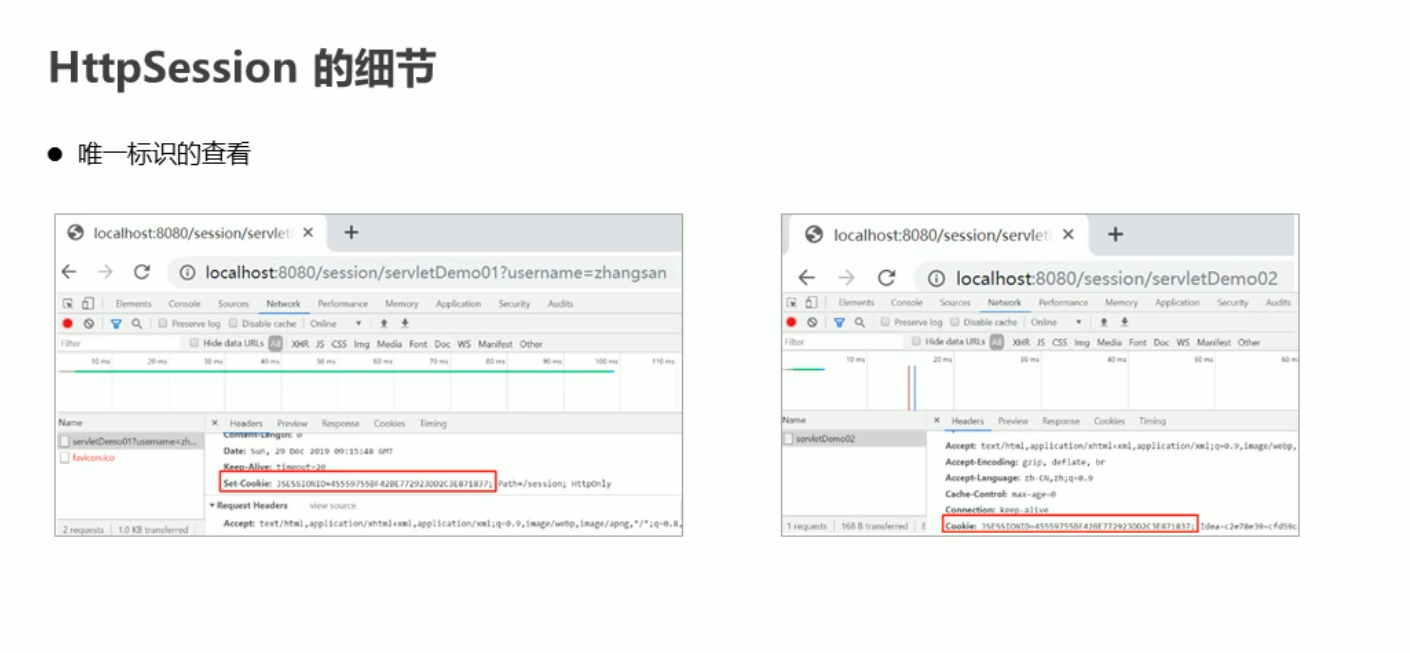 HttpSession 的细节
● 唯一标识的查看
localhost:8080/session/servlet
localhost:8080/session/servletDemo01?username=zhangsan
Elements Console Sources Network Performance Memory Application Security Audits
Preserve log Disable cache Online
Filter Hide data URLs All XHR JS CSS Img Media Font Doc WS Manifest Other
10 ms 20 ms 30 ms 40 ms 50 ms 60 ms 70 ms 80 ms 90 ms 100 ms 110 ms
Name Headers Preview Response Cookies Timing
servletDemo01?username=zh...
favicon.ico
Content-Length: 0
Date: Sun, 29 Dec 2019 09:15:48 GMT
Keep-Alive: timeout=20
Set-Cookie: JSESSIONID=45559755BF42BE772923DD2C3E871837; Path=/session; HttpOnly
Request Headers view source
Accept: text/html,application/xhtml+xml,application/xml;q=0.9,image/webp,image/apng,*/*;q=0.8,
2 requests 1.0 KB transferred
localhost:8080/session/servlet
localhost:8080/session/servletDemo02
Elements Console Sources Network Performance Memory Application Security Audits
Preserve log Disable cache Online
Filter Hide data URLs All XHR JS CSS Img Media Font Doc WS Manifest Other
10 ms 20 ms 30 ms 40 ms 50 ms 60 m
Name Headers Preview Response Cookies Timing
servletDemo02
Accept: text/html,application/xhtml+xml,application/xml;q=0.9,image/webp,
Accept-Encoding: gzip, deflate, br
Accept-Language: zh-CN,zh;q=0.9
Cache-Control: max-age=0
Connection: keep-alive
Cookie: JSESSIONID=45559755BF42BE772923DD2C3E871837; Idea-c2e78e39=cfd59c
1 requests 168 B transferred